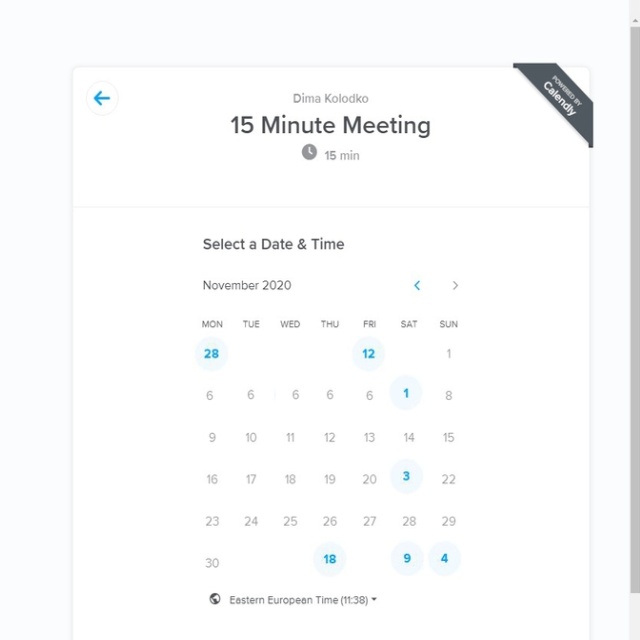 POWERED BY
Calendly
Dima Kolodko
15 Minute Meeting
15 min
Select a Date & Time
November 2020
MON TUE WED THU FRI SAT SUN
28 12 1
6 6 6 6 6 1 8
9 10 11 12 13 14 15
16 17 18 19 20 3 22
23 24 25 26 27 28 29
30 18 9 4
Eastern European Time (11:38)